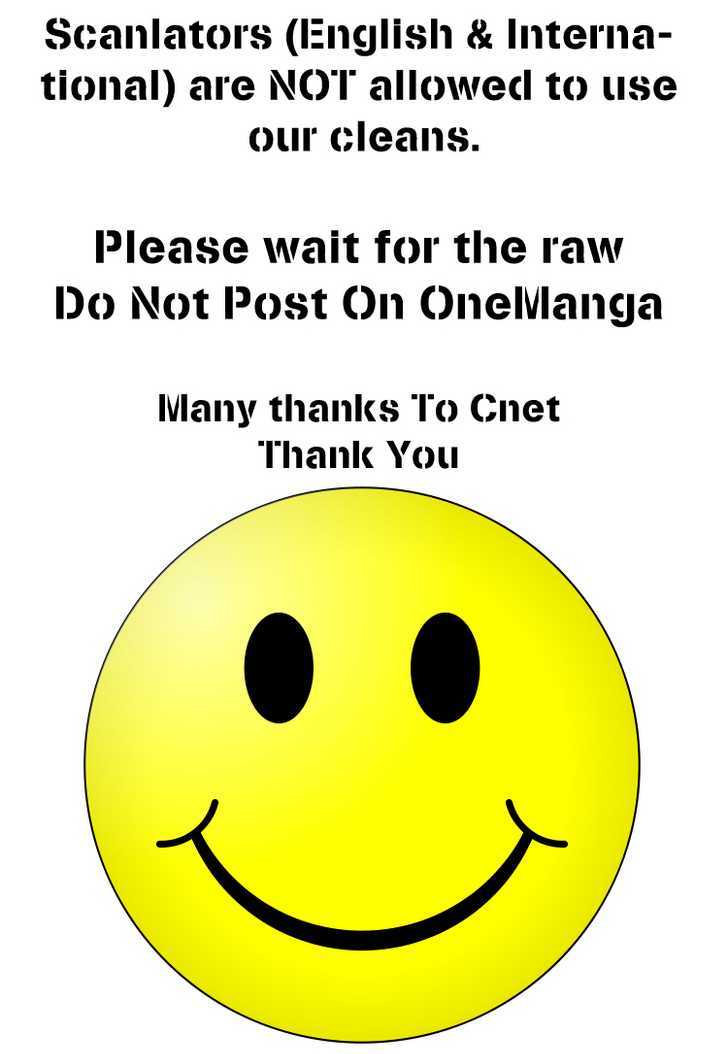 Scanlators (English & Interna-
tional) are NOT allowed to use
our cleans.
Please wait for the raw
Do Not Post On OneManga
Many thanks To Cnet
Thank You